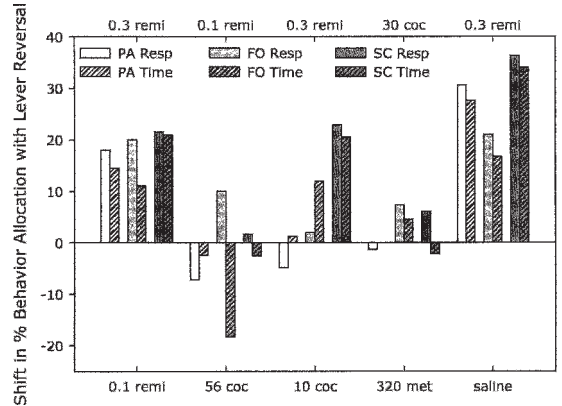 0.3 remi 0.1 remi 0.3 remi 30 coc 0.3 remi
Shift in % Behavior Allocation with Lever Reversal
40
30
20
10
0
-10
-20
PA Resp FO Resp SC Resp
PA Time FO Time SC Time
0.1 remi 56 coc 10 coc 320 met saline